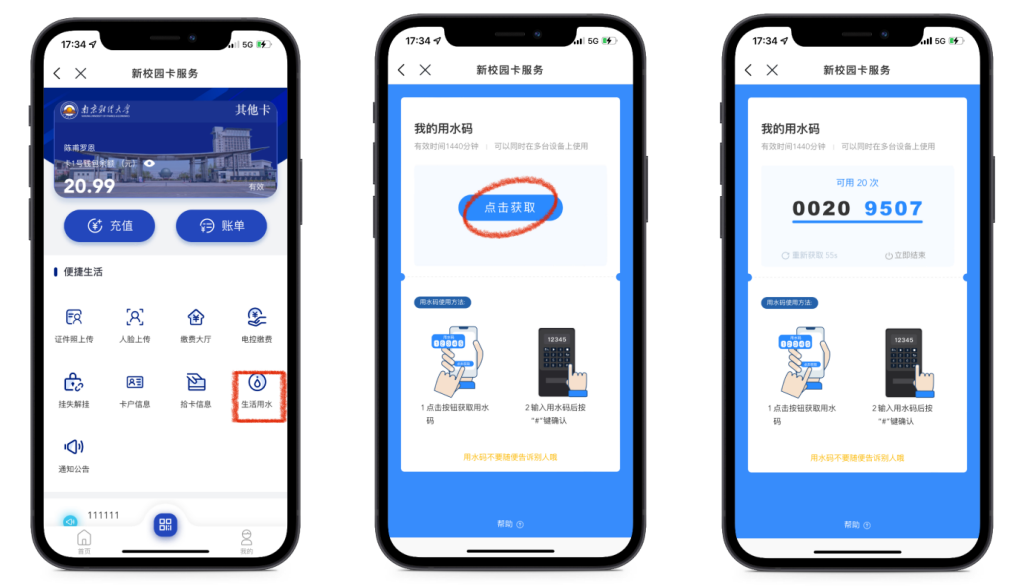 17:34
5G
新校园卡服务
南京理工大学
其他卡
陈甫罗恩
卡1号钱包余额（元）
20.99
有效
充值
账单
便捷生活
证件照上传
人脸上传
缴费大厅
电控缴费
挂失解挂
卡户信息
拾卡信息
生活用水
通知公告
111111
首页
我的
17:34
5G
新校园卡服务
我的用水码
有效时间1440分钟 | 可以同时在多台设备上使用
点击获取
用水码使用方法:
12345
1点击按钮获取用水
码
2输入用水码后按
"#"键确认
用水码不要随便告诉别人哦
帮助
17:34
5G
新校园卡服务
我的用水码
有效时间1440分钟 | 可以同时在多台设备上使用
可用 20 次
0020 9507
重新获取 55s
立即结束
用水码使用方法:
12345
1点击按钮获取用水
码
2输入用水码后按
"#"键确认
用水码不要随便告诉别人哦
帮助